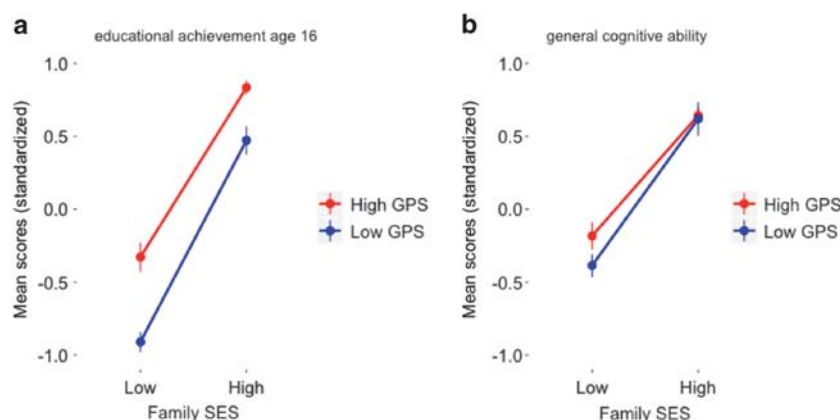 a
educational achievement age 16
Mean scores (standardized)
1.0
0.5
0.0
-0.5
-1.0
Low
High
Family SES
High GPS
Low GPS
b
general cognitive ability
Mean scores (standardized)
1.0
0.5
0.0
-0.5
-1.0
Low
High
Family SES
High GPS
Low GPS